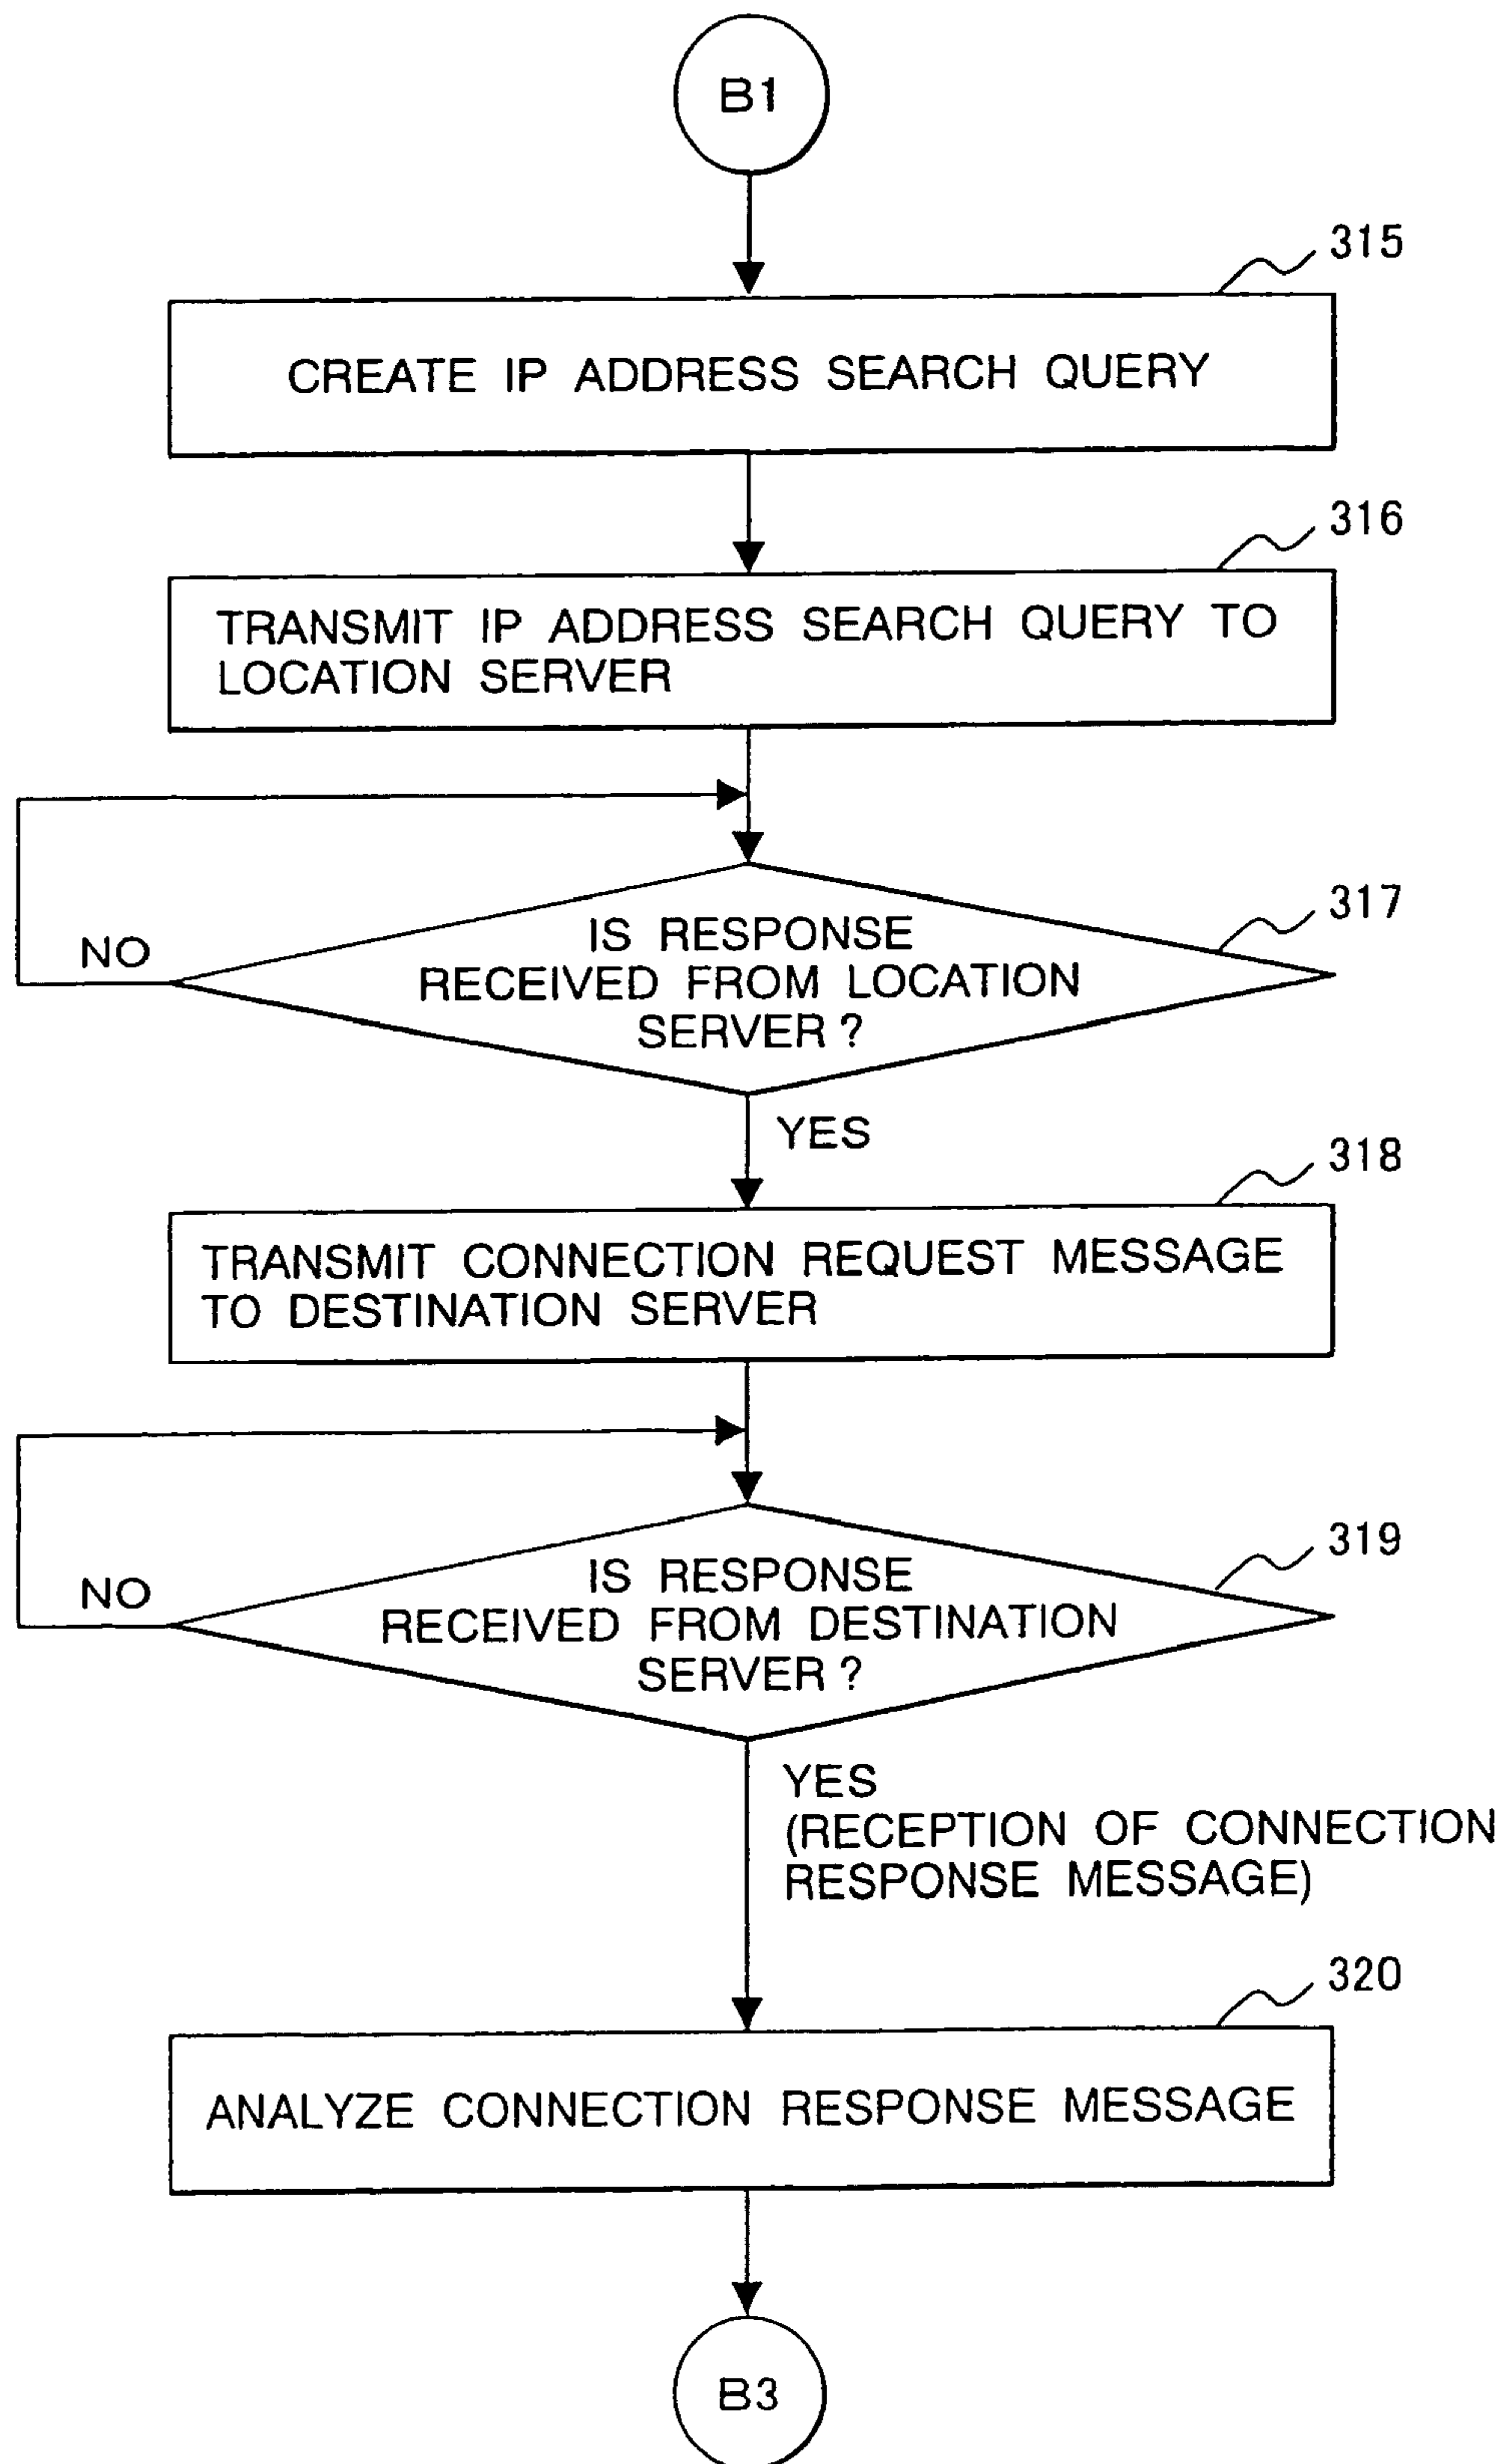 B1
315
CREATE IP ADDRESS SEARCH QUERY
316
TRANSMIT IP ADDRESS SEARCH QUERY TO
LOCATION SERVER
317
IS RESPONSE
RECEIVED FROM LOCATION
SERVER ?
NO
YES
318
TRANSMIT CONNECTION REQUEST MESSAGE
TO DESTINATION SERVER
319
IS RESPONSE
RECEIVED FROM DESTINATION
SERVER ?
NO
YES
(RECEPTION OF CONNECTION
RESPONSE MESSAGE)
320
ANALYZE CONNECTION RESPONSE MESSAGE
B3